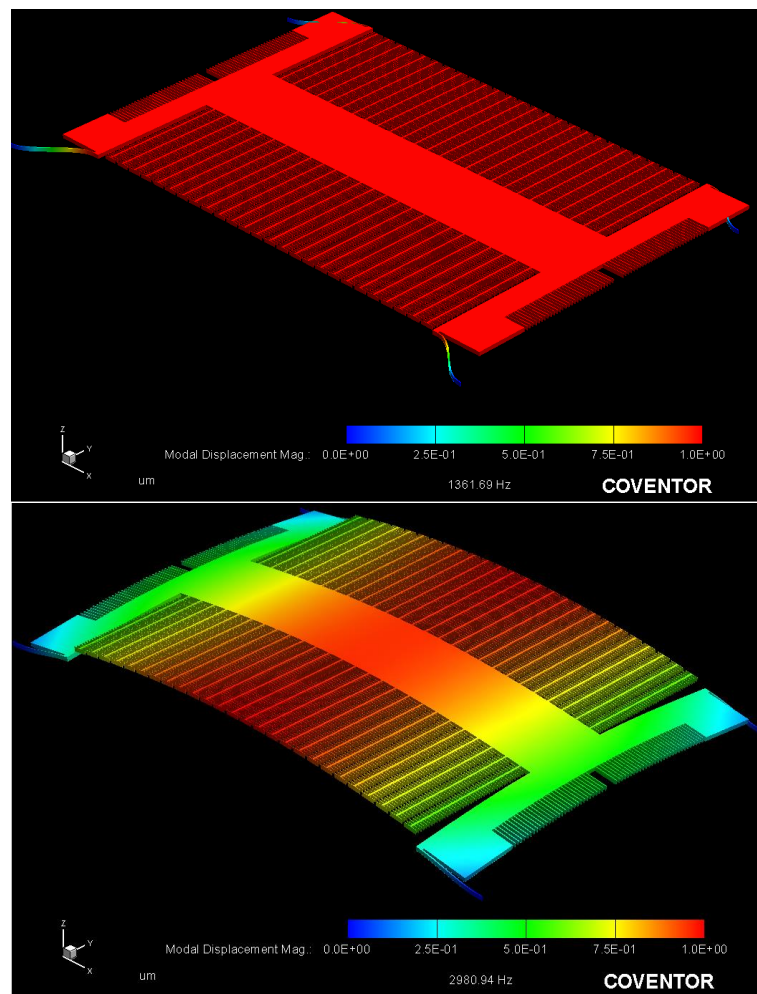 Z
Y
X
Modal Displacement Mag.: 0.0E+00 2.5E-01 5.0E-01 7.5E-01 1.0E+00
um
1361.69 Hz
COVENTOR
Z
Y
X
Modal Displacement Mag.: 0.0E+00 2.5E-01 5.0E-01 7.5E-01 1.0E+00
um
2980.94 Hz
COVENTOR